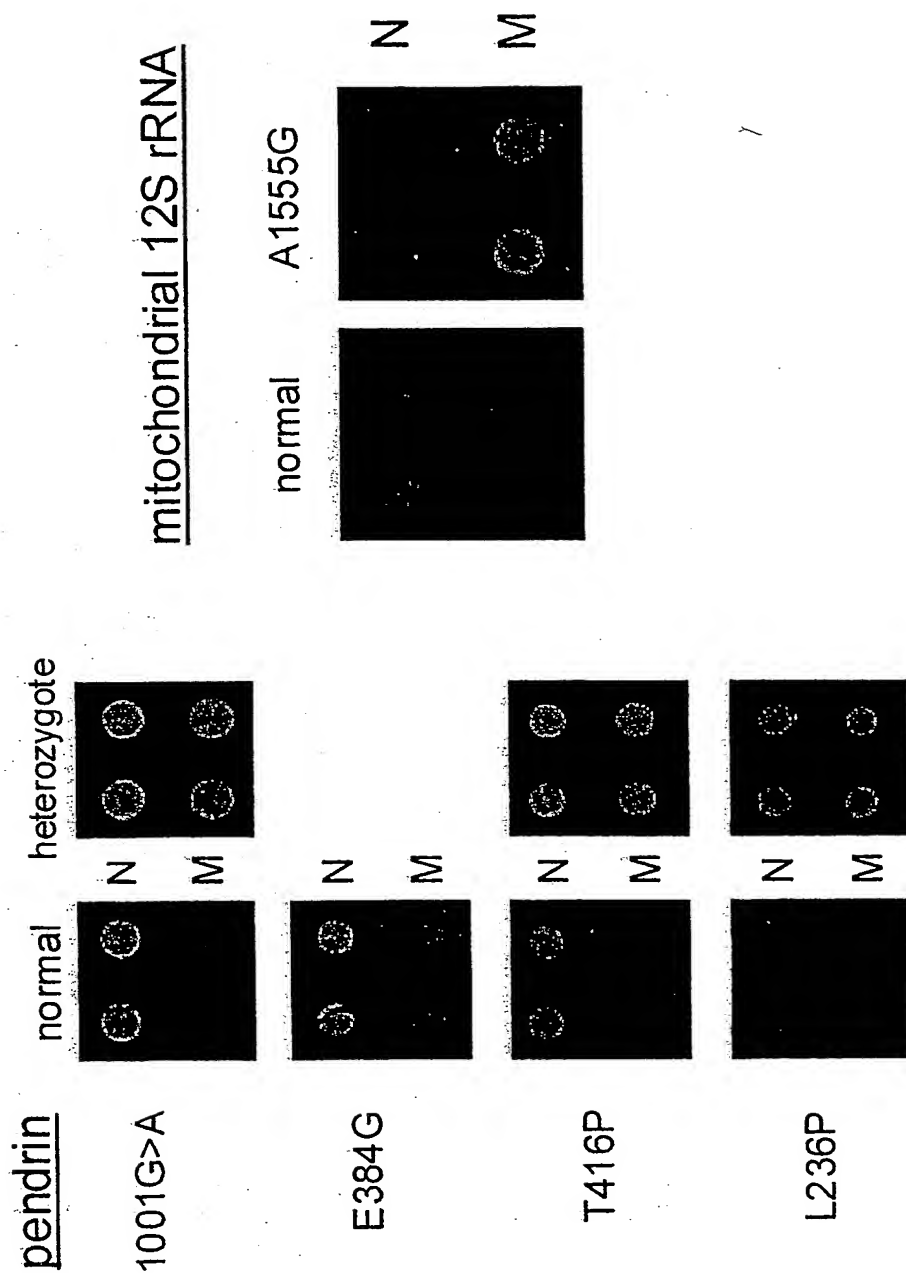 pendrin
normal heterozygote
1001G>A N M
E384G N M
T416P N M
L236P N M
mitochondrial 12S rRNA
normal A1555G
N
M